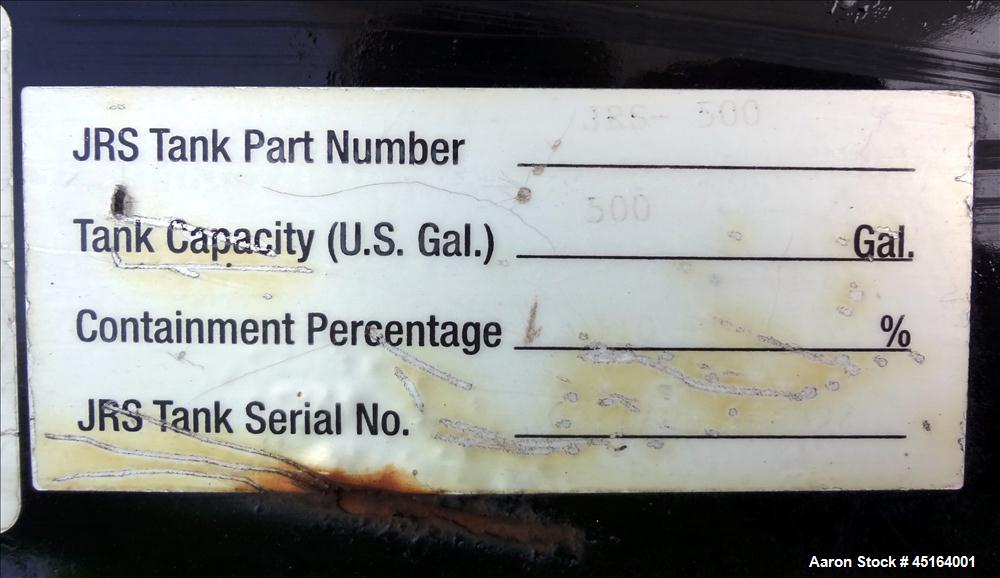 JRS- 500
JRS Tank Part Number
500
Tank Capacity (U.S. Gal.) Gal.
Containment Percentage %
JRS Tank Serial No.
Aaron Stock # 45164001